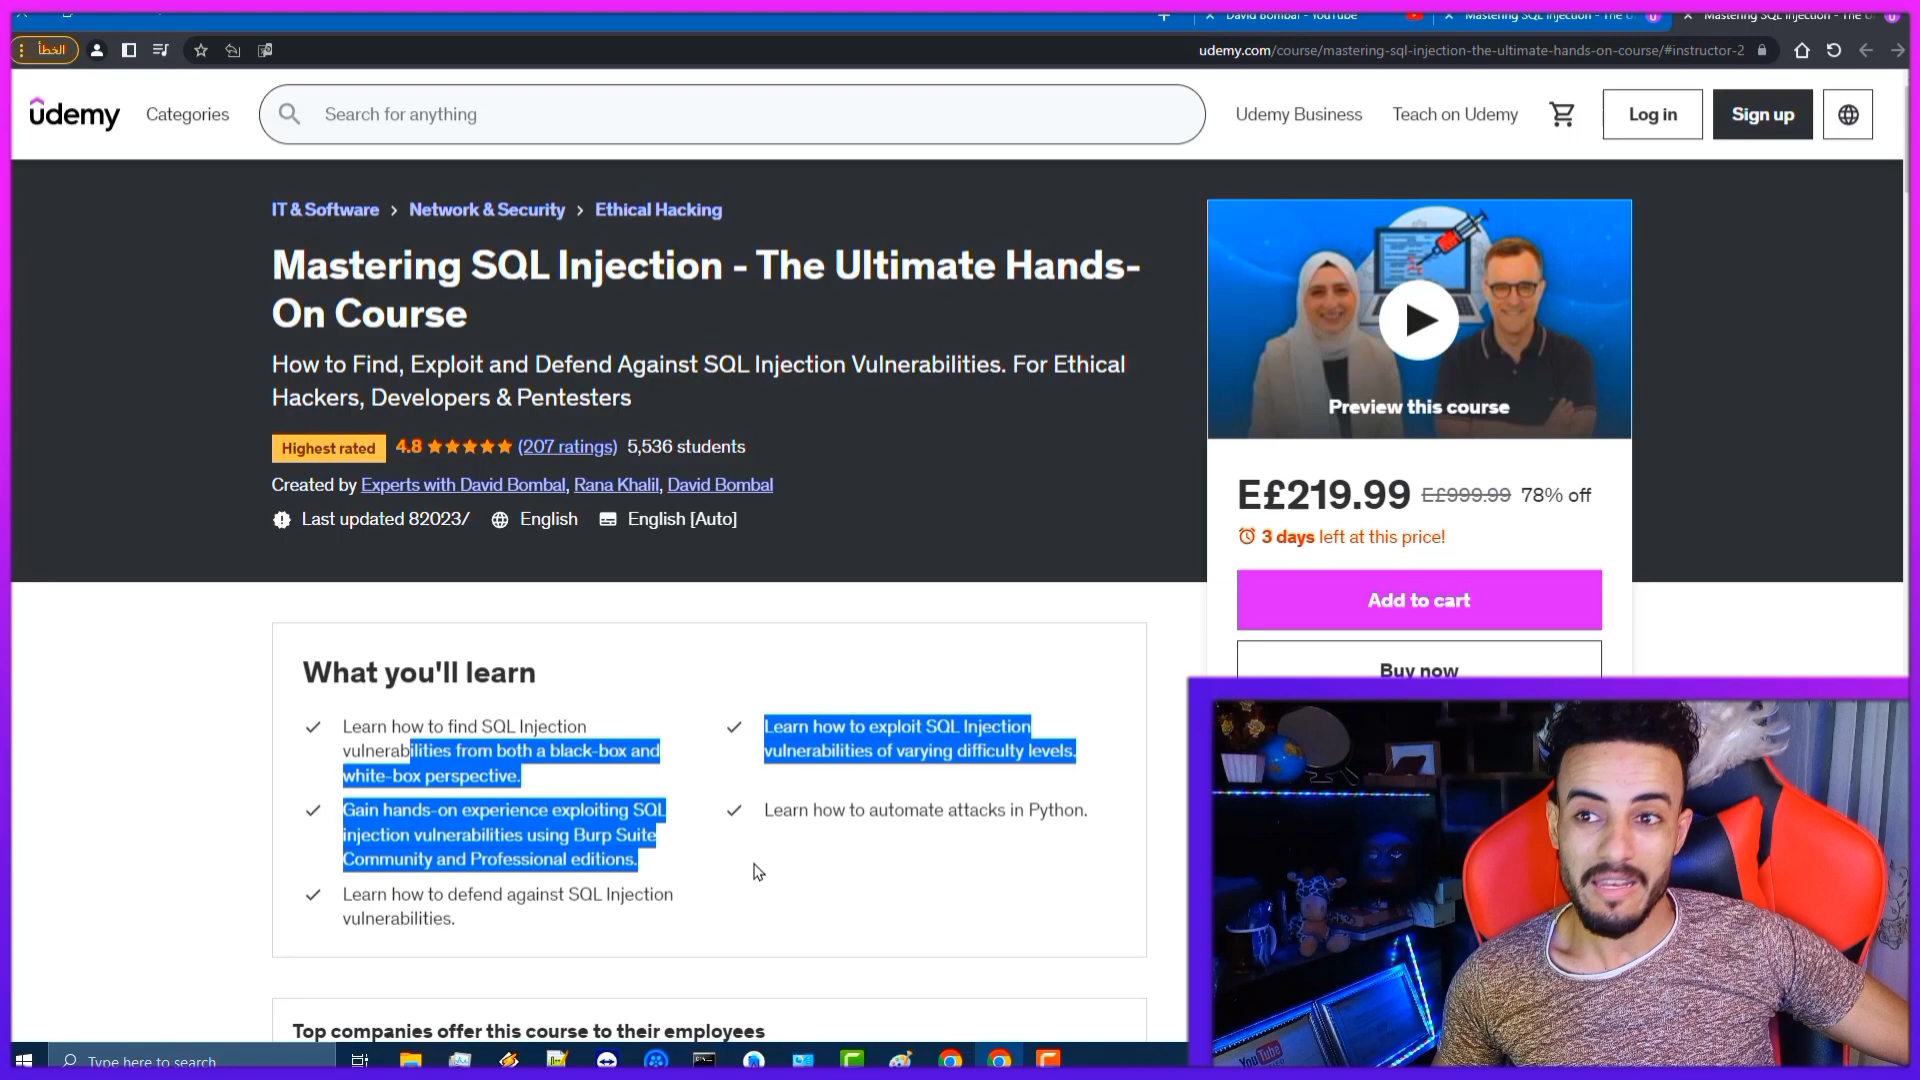 David Bombal - YouTube
Mastering SQL Injection - The U
Mastering SQL Injection - The U
الخطأ
udemy.com/course/mastering-sql-injection-the-ultimate-hands-on-course/#instructor-2
ûdemy
Categories
Search for anything
Udemy Business
Teach on Udemy
Log in
Sign up
IT & Software > Network & Security > Ethical Hacking
Mastering SQL Injection - The Ultimate Hands-
On Course
How to Find, Exploit and Defend Against SQL Injection Vulnerabilities. For Ethical
Hackers, Developers & Pentesters
Highest rated 4.8 (207 ratings) 5,536 students
Created by Experts with David Bombal, Rana Khalil, David Bombal
Last updated 82023/ English English [Auto]
Preview this course
E£219.99 E£999.99 78% off
3 days left at this price!
Add to cart
Buy now
What you'll learn
Learn how to find SQL Injection
vulnerabilities from both a black-box and
white-box perspective.
Learn how to exploit SQL Injection
vulnerabilities of varying difficulty levels.
Gain hands-on experience exploiting SQL
injection vulnerabilities using Burp Suite
Community and Professional editions.
Learn how to automate attacks in Python.
Learn how to defend against SQL Injection
vulnerabilities.
Top companies offer this course to their employees
Type here to search
YouTube